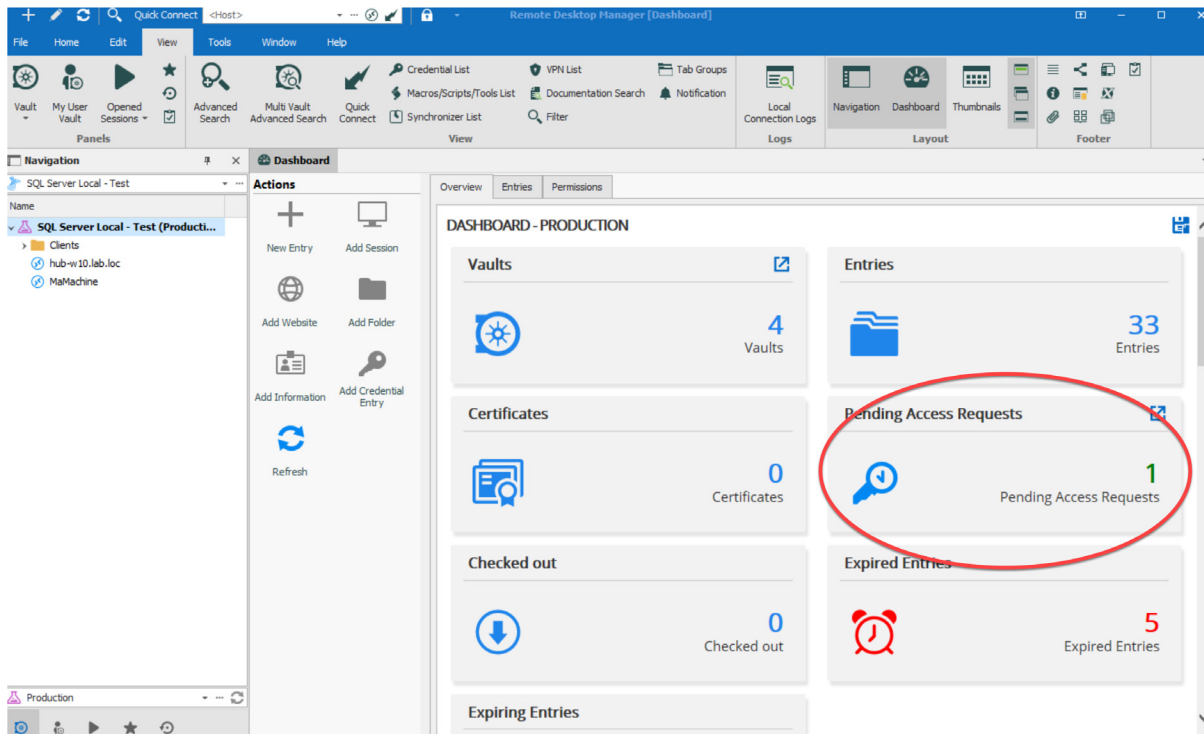 Quick Connect <Host> Remote Desktop Manager [Dashboard]
File Home Edit View Tools Window Help
Vault
My User Vault
Opened Sessions
Panels
Advanced Search
Multi Vault Advanced Search
Quick Connect
Credential List
Macros/Scripts/Tools List
Synchronizer List
VPN List
Documentation Search
Filter
Tab Groups
Notification
View
Local Connection Logs
Logs
Navigation
Dashboard
Thumbnails
Layout
Footer
Navigation
SQL Server Local - Test
Name
SQL Server Local - Test (Producti...
Clients
hub-w10.lab.loc
MaMachine
Production
Dashboard
Actions
New Entry
Add Session
Add Website
Add Folder
Add Information
Add Credential
Entry
Refresh
Overview Entries Permissions
DASHBOARD - PRODUCTION
Vaults
4
Vaults
Entries
33
Entries
Certificates
0
Certificates
Pending Access Requests
1
Pending Access Requests
Checked out
0
Checked out
Expired Entries
5
Expired Entries
Expiring Entries